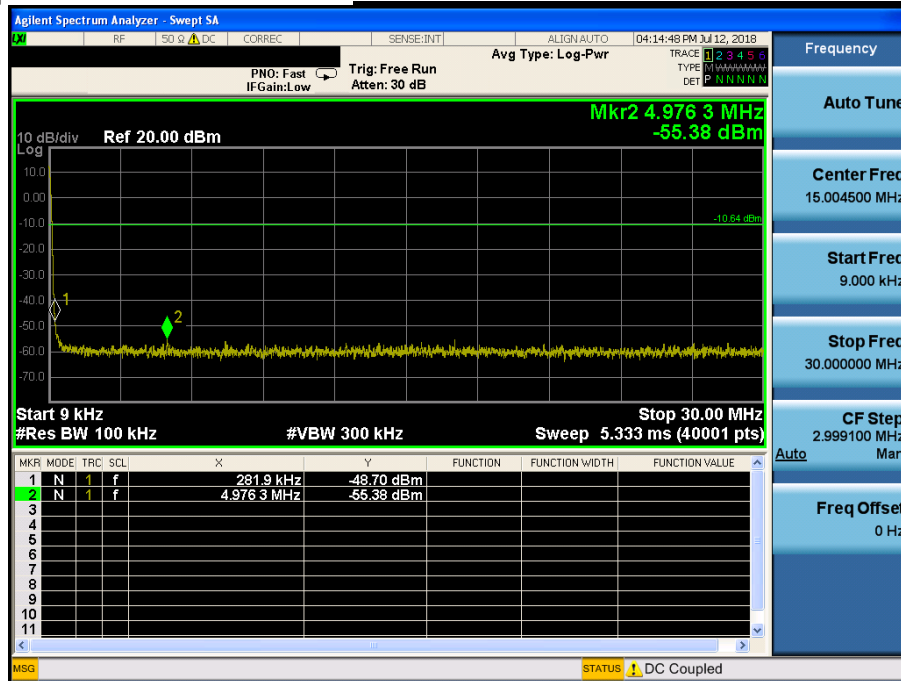 Agilent Spectrum Analyzer - Swept SA
LXI RF 50 Ω DC CORREC SENSE:INT ALIGN AUTO 04:14:48 PM Jul 12, 2018
Avg Type: Log-Pwr TRACE 1 2 3 4 5 6
PNO: Fast Trig: Free Run TYPE M WWWWW
IFGain:Low Atten: 30 dB DET P N N N N N
Mkr2 4.976 3 MHz
10 dB/div Ref 20.00 dBm -55.38 dBm
Log
10.0
0.00
-10.0
-10.64 dBm
-20.0
-30.0
-40.0
1
-50.0
2
-60.0
-70.0
Start 9 kHz Stop 30.00 MHz
#Res BW 100 kHz #VBW 300 kHz Sweep 5.333 ms (40001 pts)
MKR MODE TRC SCL X Y FUNCTION FUNCTION WIDTH FUNCTION VALUE
1 N 1 f 281.9 kHz -48.70 dBm
2 N 1 f 4.976 3 MHz -55.38 dBm
3
4
5
6
7
8
9
10
11
MSG STATUS DC Coupled
Frequency
Auto Tune
Center Freq
15.004500 MHz
Start Freq
9.000 kHz
Stop Freq
30.000000 MHz
CF Step
2.999100 MHz
Auto Man
Freq Offset
0 Hz